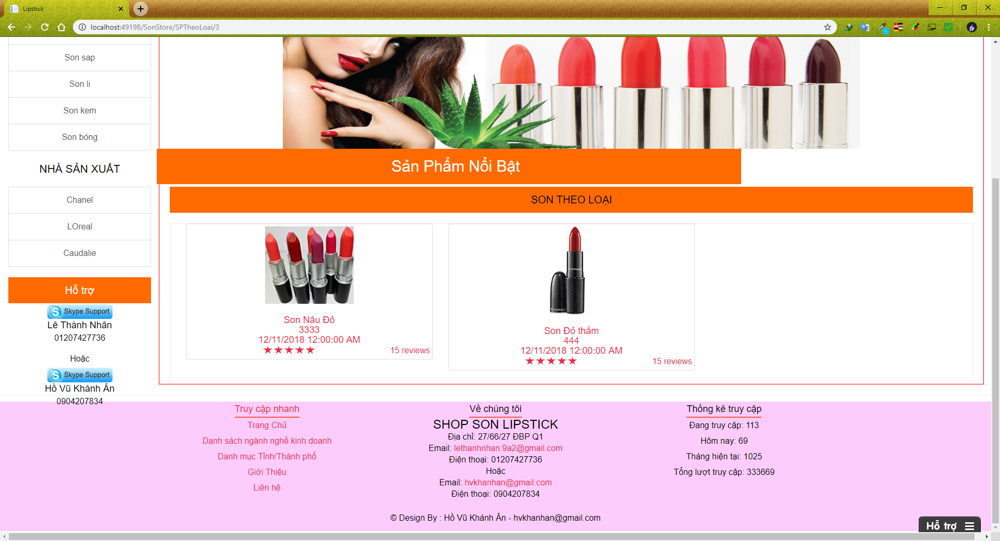 Lipstick
localhost:49198/SonStore/SPTheoLoai/3
Son sap
Son li
Son kem
Son bóng
NHÀ SẢN XUẤT
Chanel
LOreal
Caudalie
Hỗ trợ
Skype Support
Lê Thành Nhân
01207427736
Hoặc
Skype Support
Hồ Vũ Khánh Ân
0904207834
Sản Phẩm Nổi Bật
SON THEO LOẠI
Son Nâu Đỏ
3333
12/11/2018 12:00:00 AM
★★★★★ 15 reviews
MAC
Son Đỏ thắm
444
12/11/2018 12:00:00 AM
★★★★★ 15 reviews
Truy cập nhanh
Trang Chủ
Danh sách ngành nghề kinh doanh
Danh mục Tỉnh/Thành phố
Giới Thiệu
Liên hệ
Về chúng tôi
SHOP SON LIPSTICK
Địa chỉ: 27/66/27 ĐBP Q1
Email: lethanhnhan.9a2@gmail.com
Điện thoại: 01207427736
Hoặc
Email: hvkhanhan@gmail.com
Điện thoại: 0904207834
Thống kê truy cập
Đang truy cập: 113
Hôm nay: 69
Tháng hiện tại: 1025
Tổng lượt truy cập: 333669
© Design By : Hồ Vũ Khánh Ân - hvkhanhan@gmail.com
Hỗ trợ